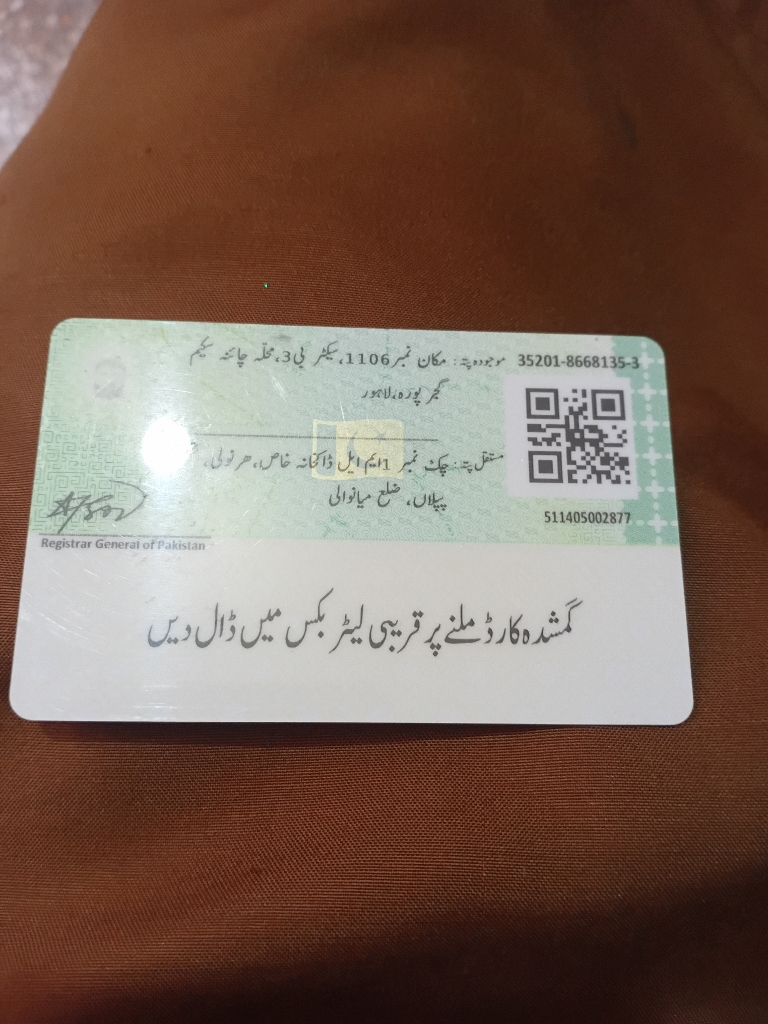 35201-8668135-3
موجودہ پتہ: مکان نمبر 1106، سیکٹر بی 3، محلّہ چائنہ سکیم
گجر پورہ، لاہور
مستقل پتہ: چک نمبر 1 ایم ایل ڈاکخانہ خاص، ہرنولی،
پپلاں، ضلع میانوالی
511405002877
Registrar General of Pakistan
گمشدہ کارڈ ملنے پر قریبی لیٹر بکس میں ڈال دیں